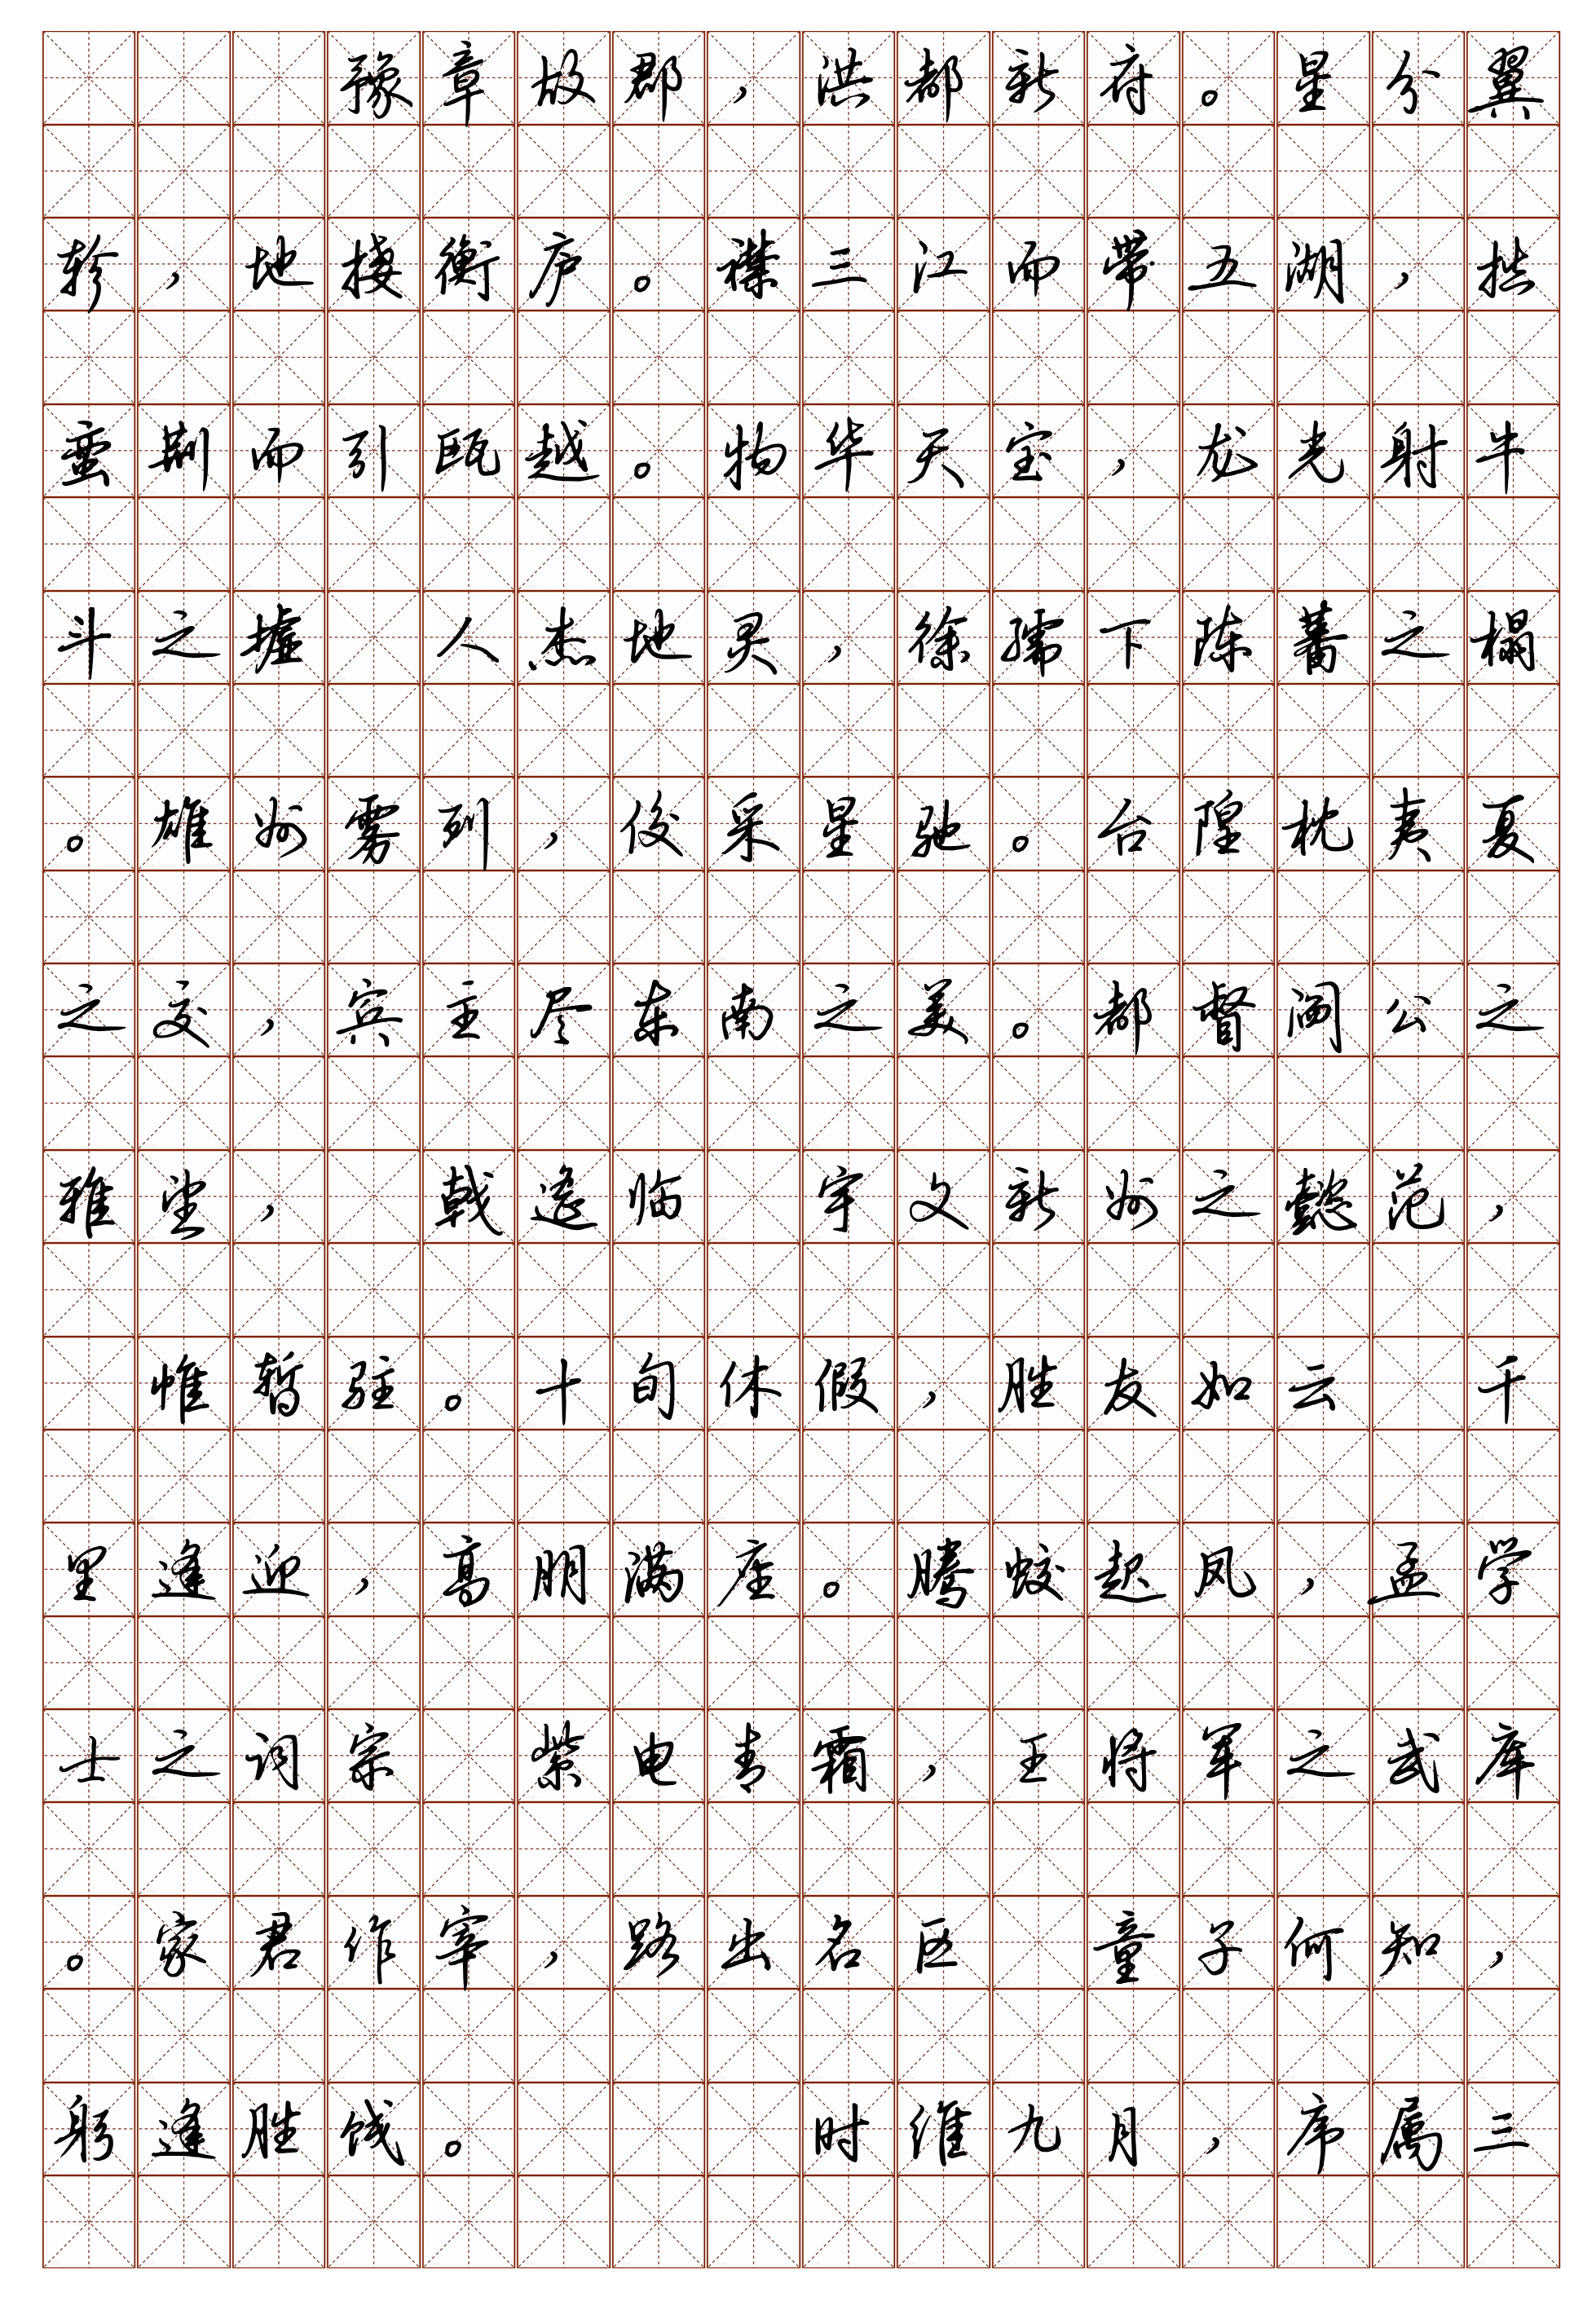 豫章故郡，洪都新府。星分翼
轸，地接衡庐。襟三江而带五湖，控
蛮荆而引瓯越。物华天宝，龙光射牛
斗之墟 人杰地灵，徐孺下陈蕃之榻
。雄州雾列，俊采星驰。台隍枕夷夏
之交，宾主尽东南之美。都督阎公之
雅望， 戟遥临 宇文新州之懿范，
帷暂驻。十旬休假，胜友如云 千
里逢迎，高朋满座。腾蛟起凤，孟学
士之词宗 紫电青霜，王将军之武库
。家君作宰，路出名区 童子何知，
躬逢胜饯。 时维九月，序属三